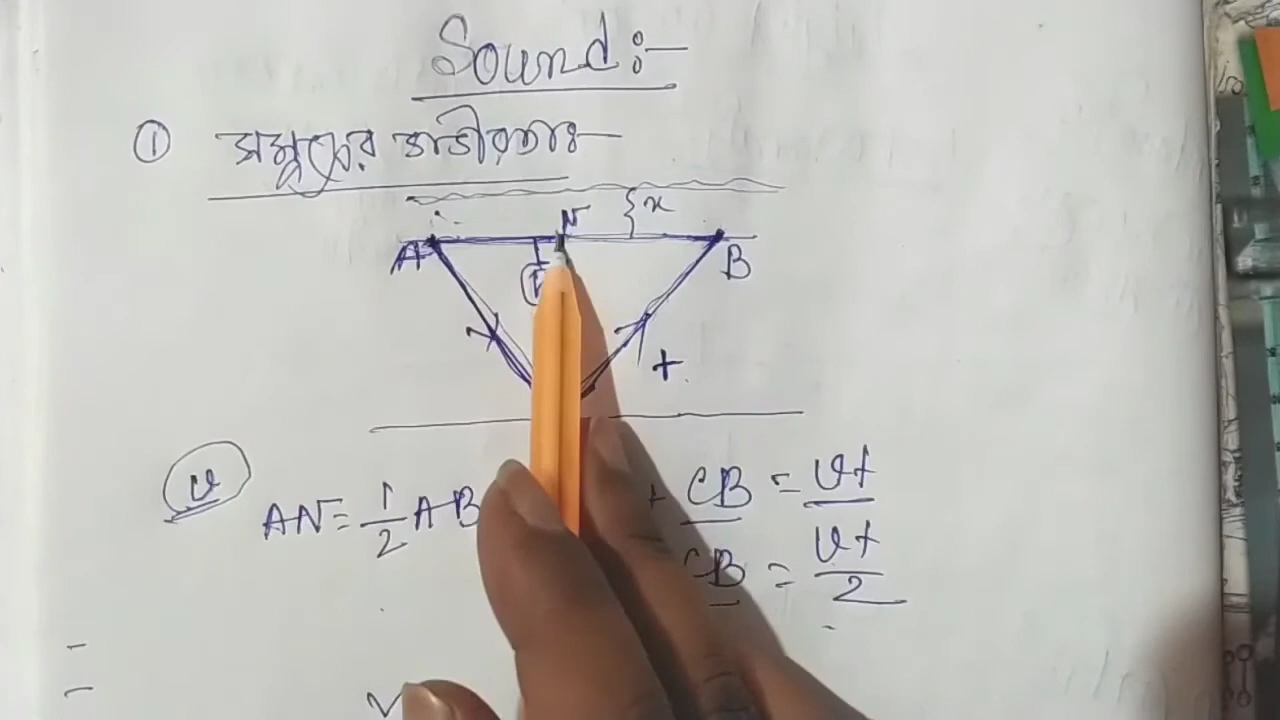 Sound :-
① সমুদ্রের গভীরতাঃ-
N x
A B
t
v
AN = 1/2 AB + CB = vt
CB = vt/2